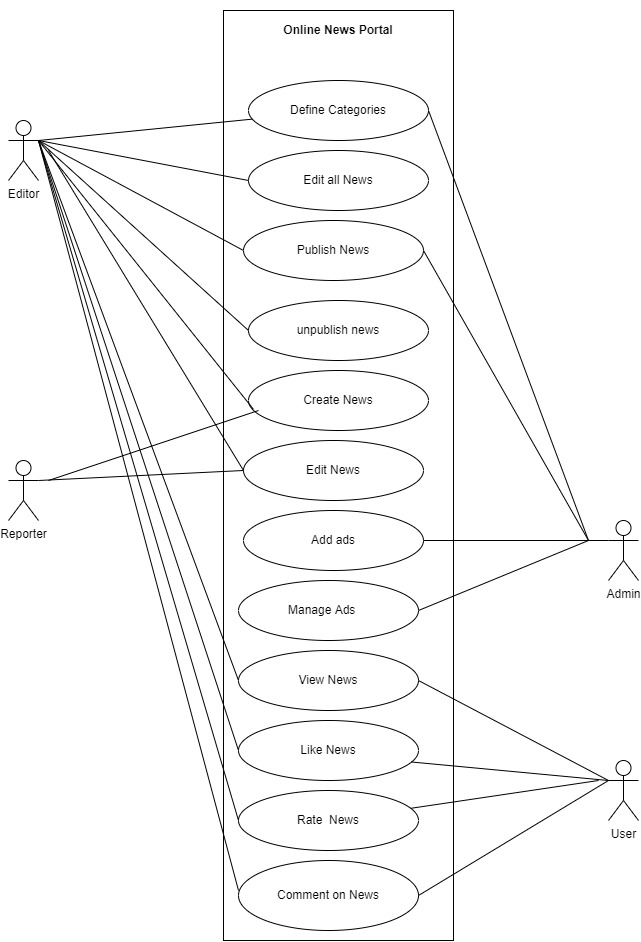 Online News Portal
Define Categories
Edit all News
Editor
Publish News
unpublish news
Create News
Edit News
Reporter
Add ads
Admin
Manage Ads
View News
Like News
Rate  News
User
Comment on News